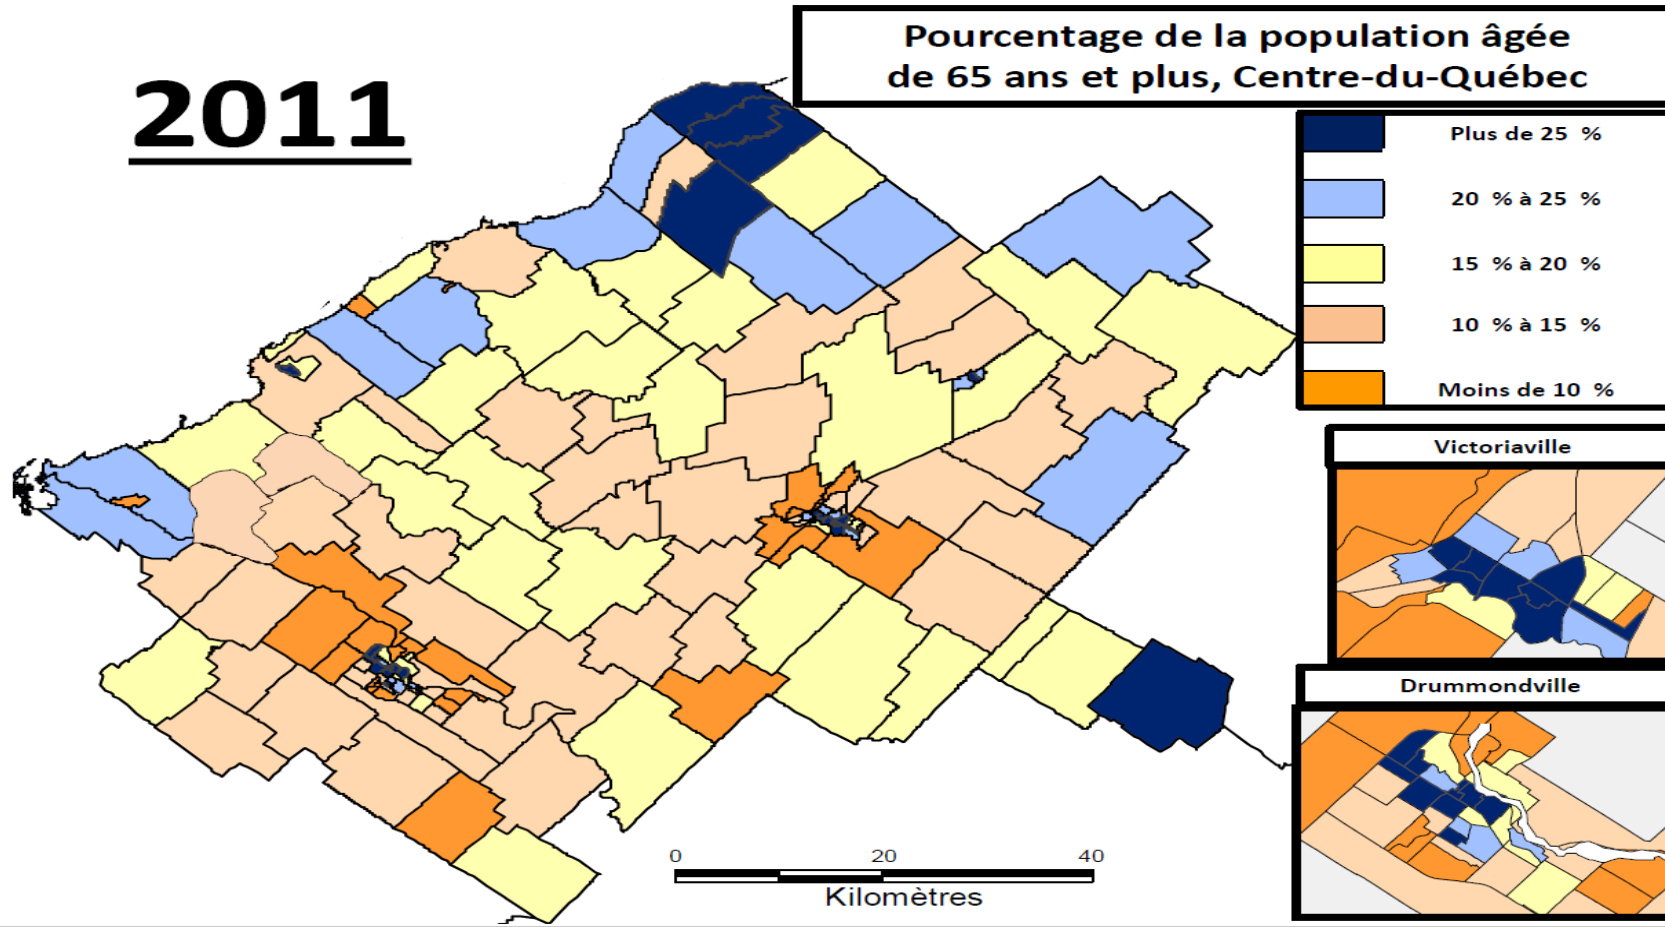 2011
Pourcentage de la population âgée
de 65 ans et plus, Centre-du-Québec
Plus de 25 %
20 % à 25 %
15 % à 20 %
10 % à 15 %
Moins de 10 %
Victoriaville
Drummondville
0 20 40
Kilomètres